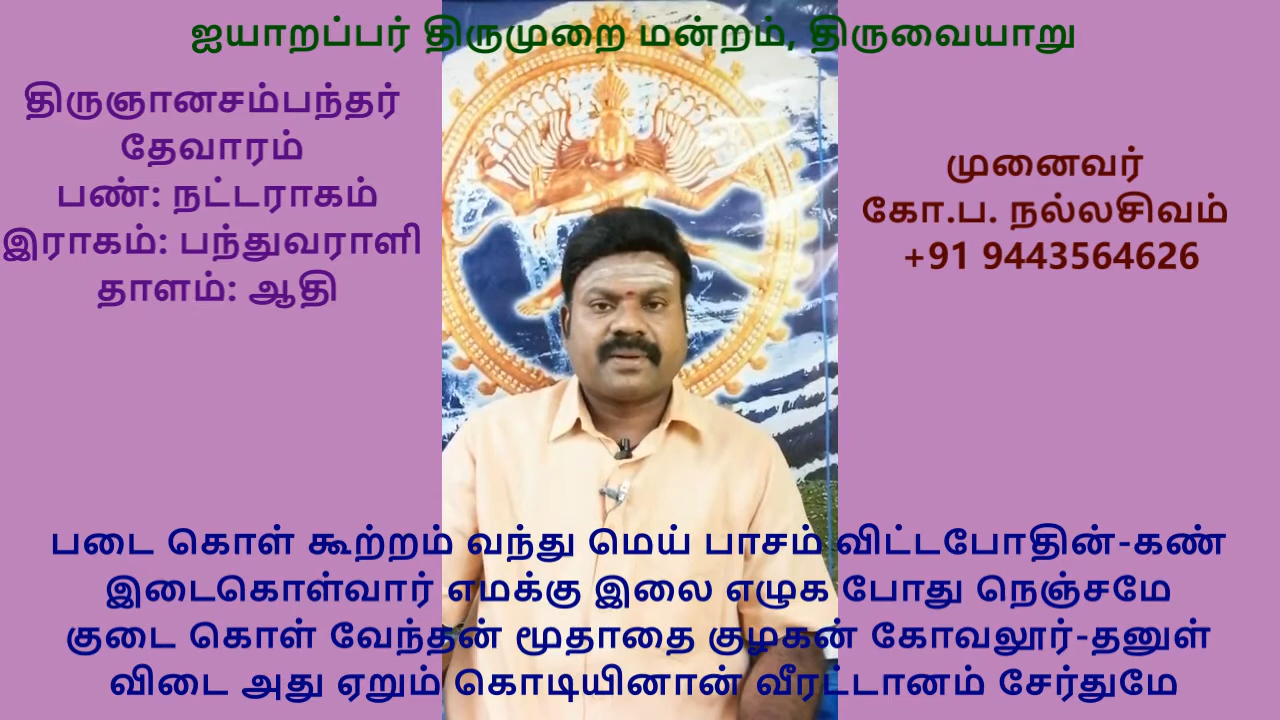 ஐயாறப்பர் திருமுறை மன்றம், திருவையாறு
திருஞானசம்பந்தர்
தேவாரம்
பண்: நட்டராகம்
இராகம்: பந்துவராளி
தாளம்: ஆதி
முனைவர்
கோ.ப. நல்லசிவம்
+91 9443564626
படை கொள் கூற்றம் வந்து மெய் பாசம் விட்டபோதின்-கண்
இடைகொள்வார் எமக்கு இலை எழுக போது நெஞ்சமே
குடை கொள் வேந்தன் மூதாதை குழகன் கோவலூர்-தனுள்
விடை அது ஏறும் கொடியினான் வீரட்டானம் சேர்துமே